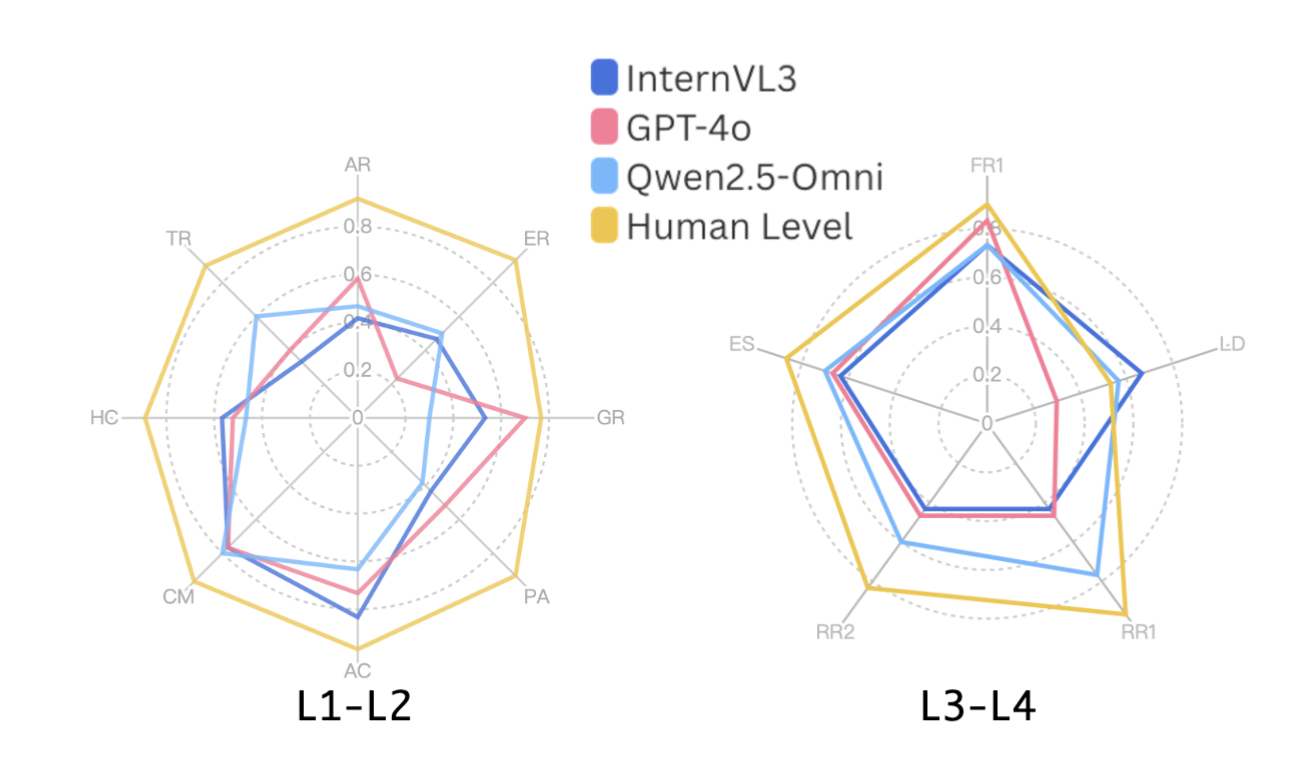 InternVL3
GPT-4o
Qwen2.5-Omni
Human Level
AR
TR
ER
0.8
0.6
0.4
0.2
0
HC
GR
CM
PA
AC
L1-L2
FR1
0.8
0.6
0.4
0.2
0
ES
LD
RR2
RR1
L3-L4